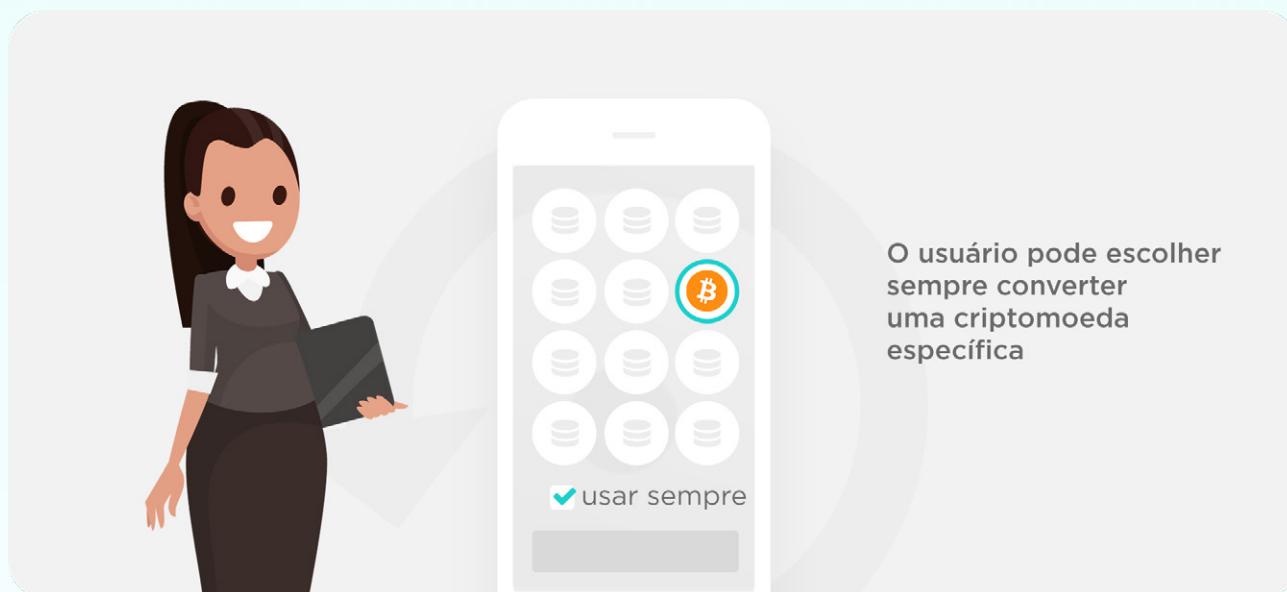 O usuário pode escolher
sempre converter
uma criptomoeda
específica
usar sempre